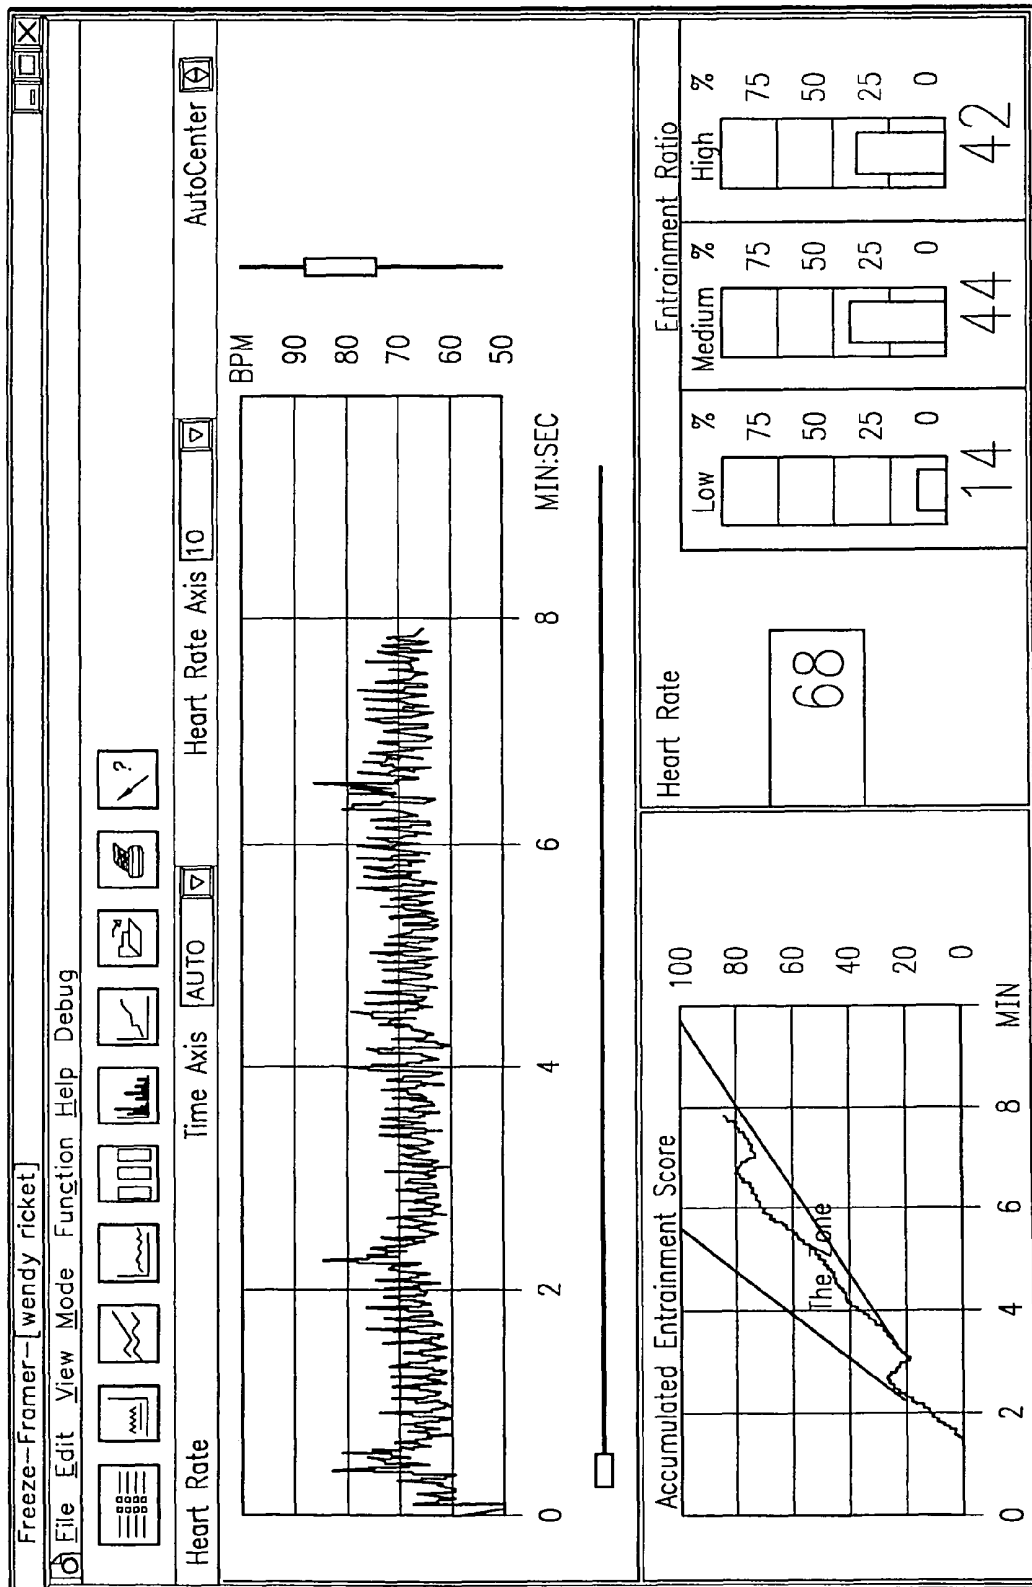 Freeze-Framer-[wendy ricket]
File Edit View Mode Function Help Debug
?
Heart Rate
Time Axis AUTO
Heart Rate Axis 10
AutoCenter
BPM
90
80
70
60
50
0 2 4 6 8 MIN:SEC
Accumulated Entrainment Score
100
80
60
40
20
0
The Zone
0 2 4 6 8 MIN
Heart Rate
68
Entrainment Ratio
Low %
75
50
25
0
14
Medium %
75
50
25
0
44
High %
75
50
25
0
42